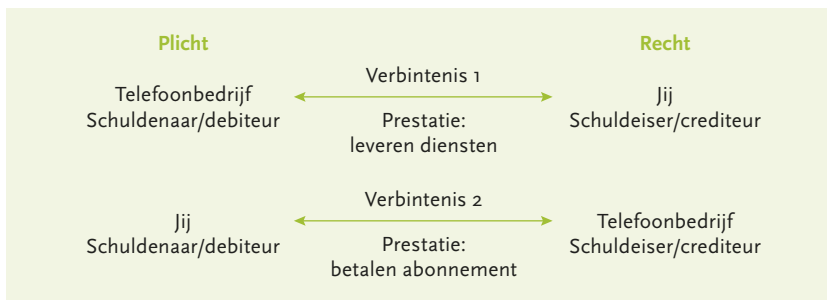 Plicht
Recht
Verbintenis 1
Telefoonbedrijf
Schuldenaar/debiteur
Prestatie:
leveren diensten
Jij
Schuldeiser/crediteur
Verbintenis 2
Jij
Schuldenaar/debiteur
Prestatie:
betalen abonnement
Telefoonbedrijf
Schuldeiser/crediteur